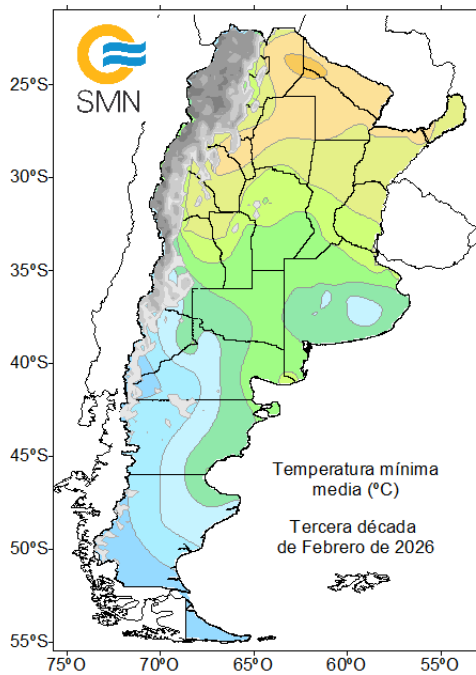 SMN
25°S
30°S
35°S
40°S
45°S
50°S
55°S
Temperatura mínima
media (ºC)
Tercera década
de Febrero de 2026
75°O
70°O
65°O
60°O
55°O